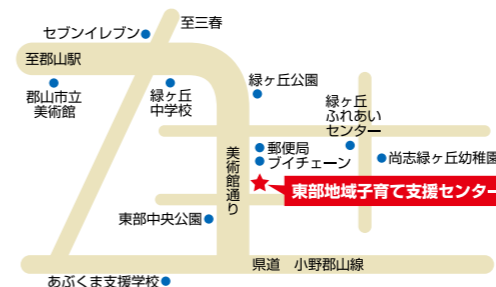 至三春
セブンイレブン
至郡山駅
郡山市立
美術館
緑ヶ丘
中学校
緑ヶ丘公園
緑ヶ丘
ふれあい
センター
郵便局
ブイチェーン
尚志緑ヶ丘幼稚園
美術館通り
東部地域子育て支援センター
東部中央公園
県道 小野郡山線
あぶくま支援学校